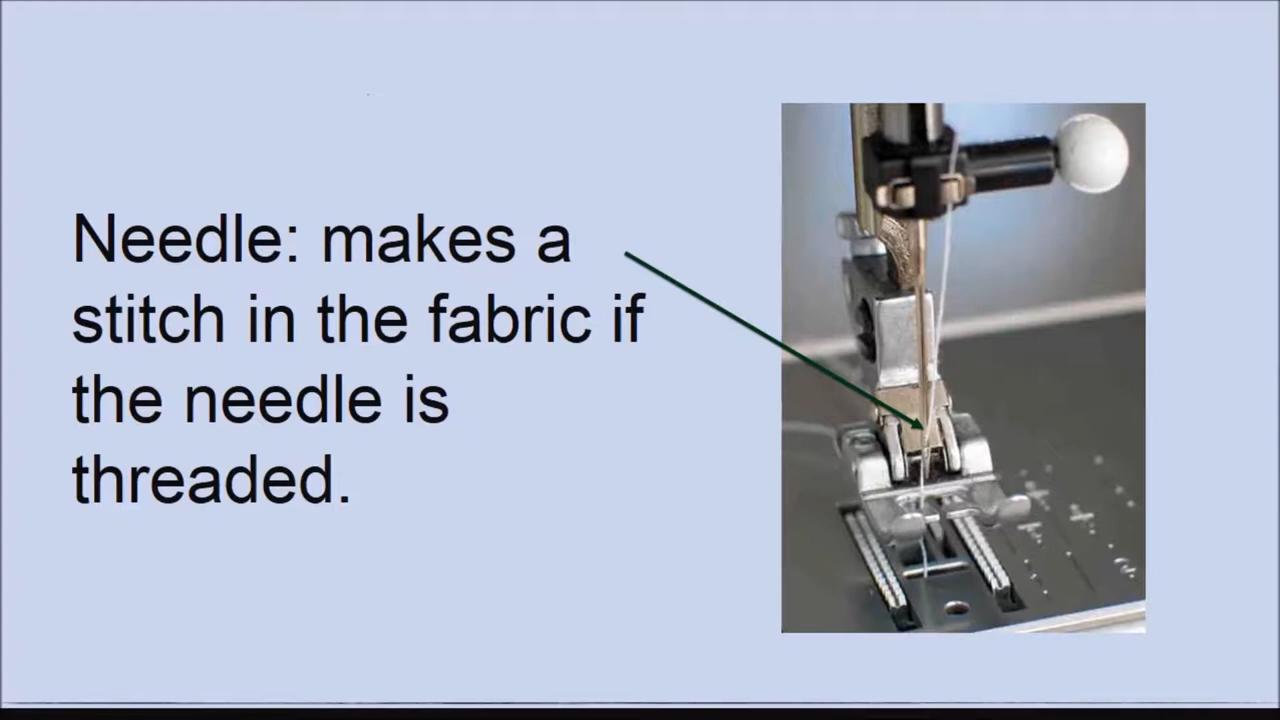 Needle: makes a
stitch in the fabric if
the needle is
threaded.